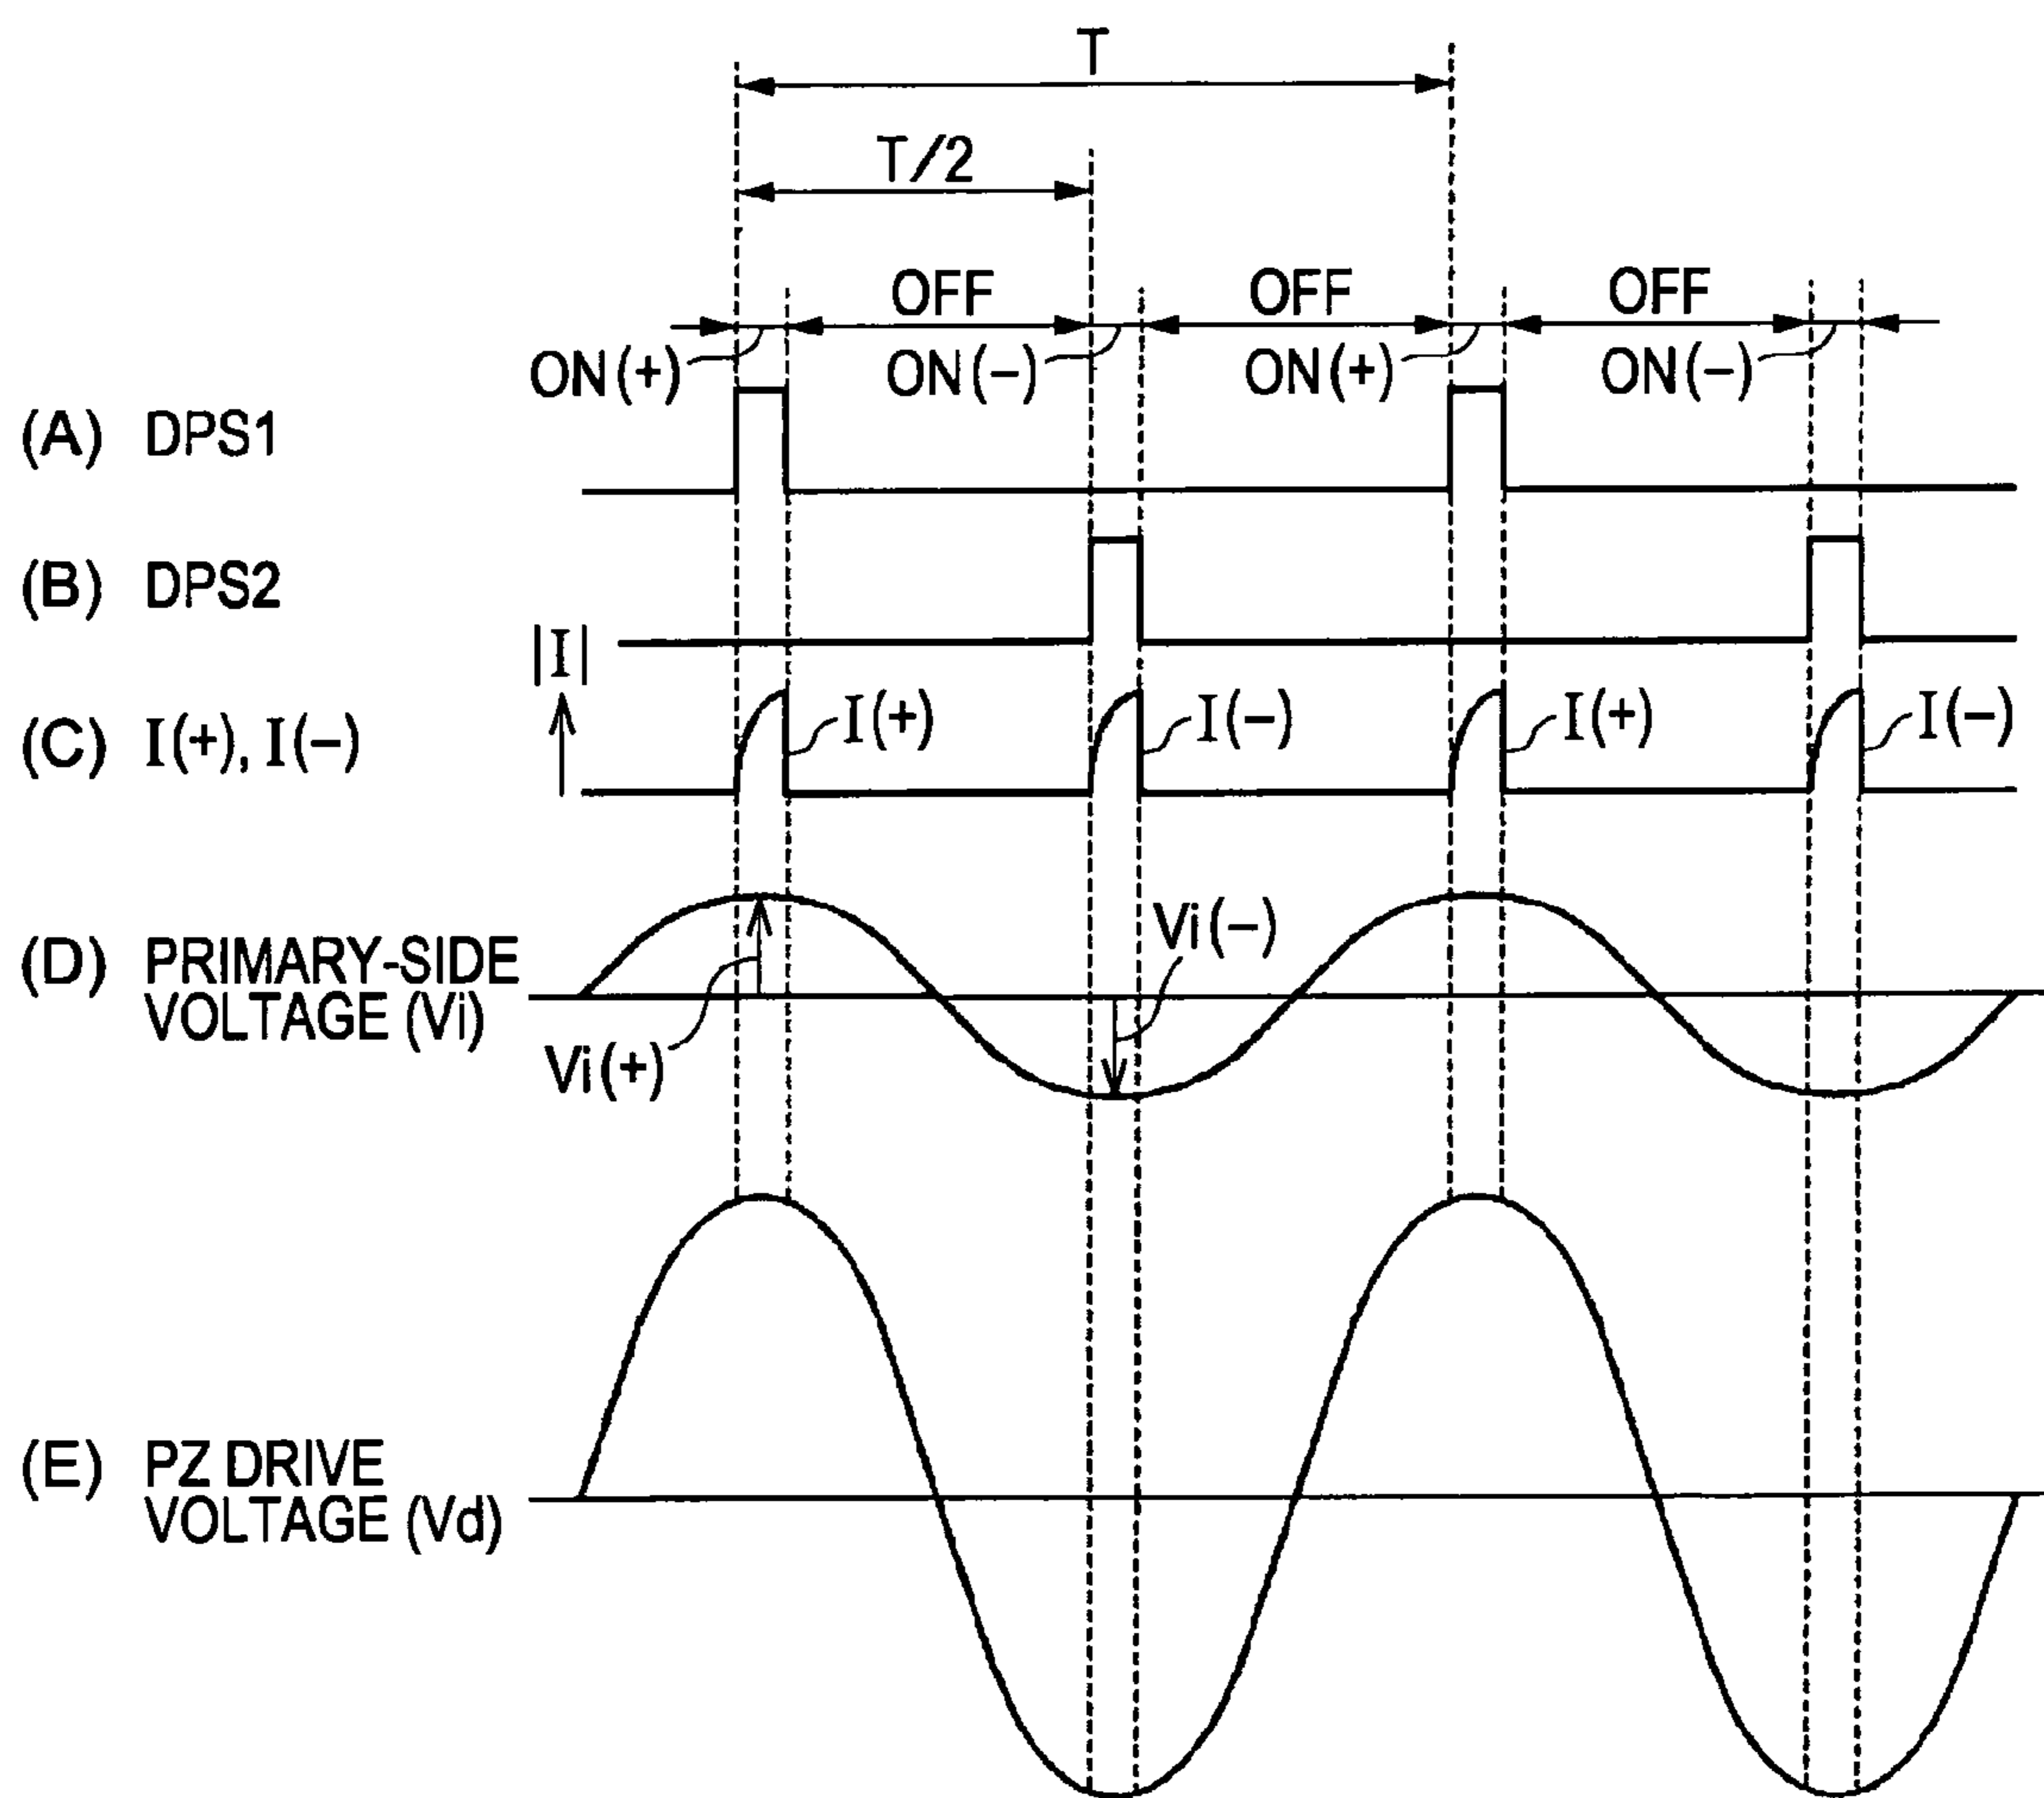 T
T/2
OFF OFF OFF
ON(+) ON(−) ON(+) ON(−)
(A) DPS1
(B) DPS2
|I|
(C) I(+), I(−)
I(+) I(−) I(+) I(−)
(D) PRIMARY-SIDE
VOLTAGE (Vi)
Vi(+)
Vi(−)
(E) PZ DRIVE
VOLTAGE (Vd)